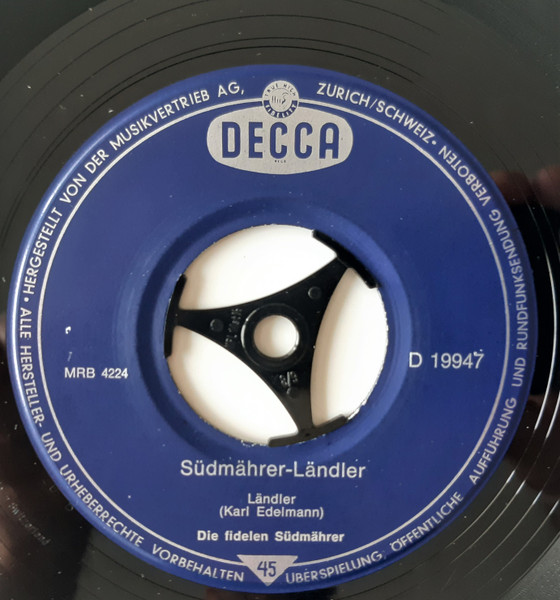 HERGESTELLT VON DER MUSIKVERTRIEB AG, ZURICH/SCHWEIZ·
DECCA
MRB 4224
D 19947
Südmährer-Ländler
Ländler
(Karl Edelmann)
Die fidelen Südmährer
45
ALLE HERSTELLER- UND URHEBERRECHTE VORBEHALTEN
ÜBERSPIELUNG, ÖFFENTLICHE AUFFÜHRUNG UND RUNDFUNKSENDUNG VERBOTEN·